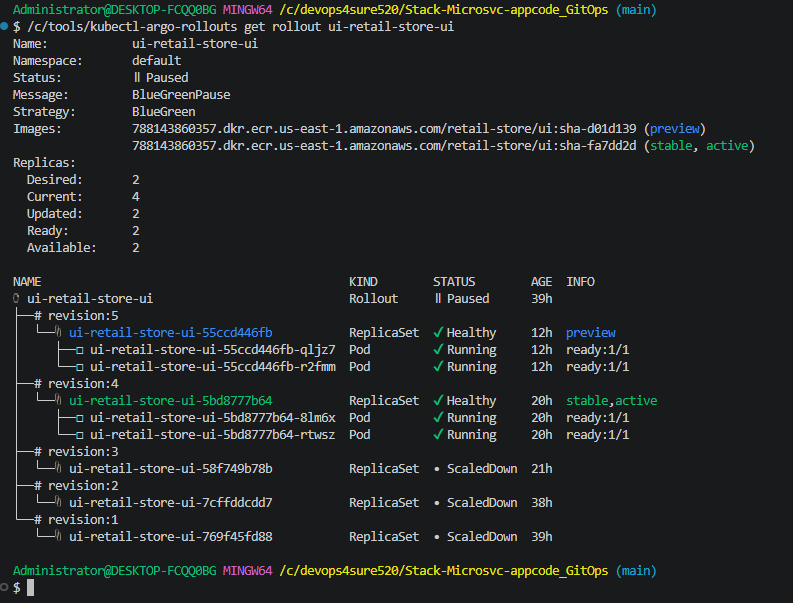 Administrator@DESKTOP-FCQQ0BG MINGW64 /c/devops4sure520/Stack-Microsvc-appcode_GitOps (main)
$ /c/tools/kubectl-argo-rollouts get rollout ui-retail-store-ui
Name:            ui-retail-store-ui
Namespace:       default
Status:          ॥ Paused
Message:         BlueGreenPause
Strategy:        BlueGreen
Images:          788143860357.dkr.ecr.us-east-1.amazonaws.com/retail-store/ui:sha-d01d139 (preview)
                 788143860357.dkr.ecr.us-east-1.amazonaws.com/retail-store/ui:sha-fa7dd2d (stable, active)
Replicas:
  Desired:       2
  Current:       4
  Updated:       2
  Ready:         2
  Available:     2

NAME                                            KIND        STATUS        AGE  INFO
⟳ ui-retail-store-ui                            Rollout     ॥ Paused      39h
├──# revision:5
│  └──⧉ ui-retail-store-ui-55ccd446fb           ReplicaSet  ✔ Healthy     12h  preview
│     ├──□ ui-retail-store-ui-55ccd446fb-qljz7  Pod         ✔ Running     12h  ready:1/1
│     └──□ ui-retail-store-ui-55ccd446fb-r2fmm  Pod         ✔ Running     12h  ready:1/1
├──# revision:4
│  └──⧉ ui-retail-store-ui-5bd8777b64           ReplicaSet  ✔ Healthy     20h  stable,active
│     ├──□ ui-retail-store-ui-5bd8777b64-8lm6x  Pod         ✔ Running     20h  ready:1/1
│     └──□ ui-retail-store-ui-5bd8777b64-rtwsz  Pod         ✔ Running     20h  ready:1/1
├──# revision:3
│  └──⧉ ui-retail-store-ui-58f749b78b           ReplicaSet  • ScaledDown  21h
├──# revision:2
│  └──⧉ ui-retail-store-ui-7cffddcdd7           ReplicaSet  • ScaledDown  38h
└──# revision:1
   └──⧉ ui-retail-store-ui-769f45fd88           ReplicaSet  • ScaledDown  39h

Administrator@DESKTOP-FCQQ0BG MINGW64 /c/devops4sure520/Stack-Microsvc-appcode_GitOps (main)
$